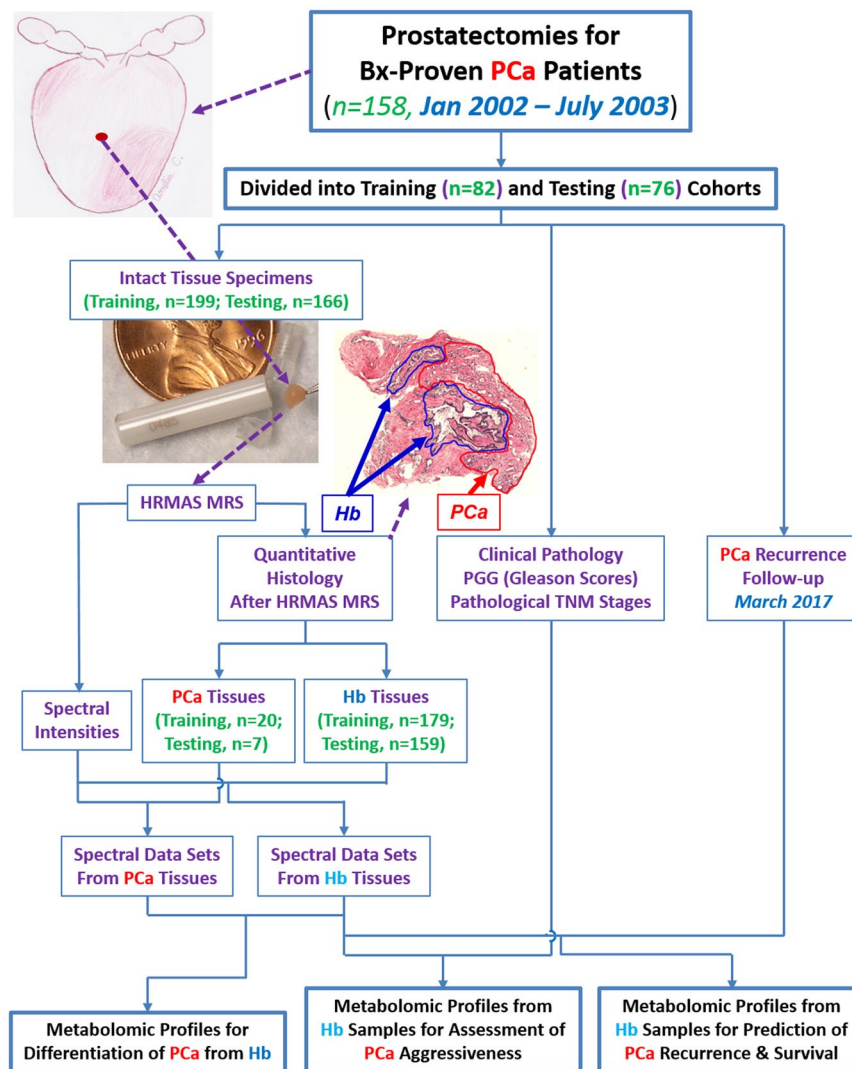 Prostatectomies for
Bx-Proven PCa Patients
(n=158, Jan 2002 – July 2003)
Divided into Training (n=82) and Testing (n=76) Cohorts
Amelia C.
Intact Tissue Specimens
(Training, n=199; Testing, n=166)
LIBERTY 1996
0485
Hb
PCa
HRMAS MRS
Quantitative
Histology
After HRMAS MRS
Clinical Pathology
PGG (Gleason Scores)
Pathological TNM Stages
PCa Recurrence
Follow-up
March 2017
Spectral
Intensities
PCa Tissues
(Training, n=20;
Testing, n=7)
Hb Tissues
(Training, n=179;
Testing, n=159)
Spectral Data Sets
From PCa Tissues
Spectral Data Sets
From Hb Tissues
Metabolomic Profiles for
Differentiation of PCa from Hb
Metabolomic Profiles from
Hb Samples for Assessment of
PCa Aggressiveness
Metabolomic Profiles from
Hb Samples for Prediction of
PCa Recurrence & Survival